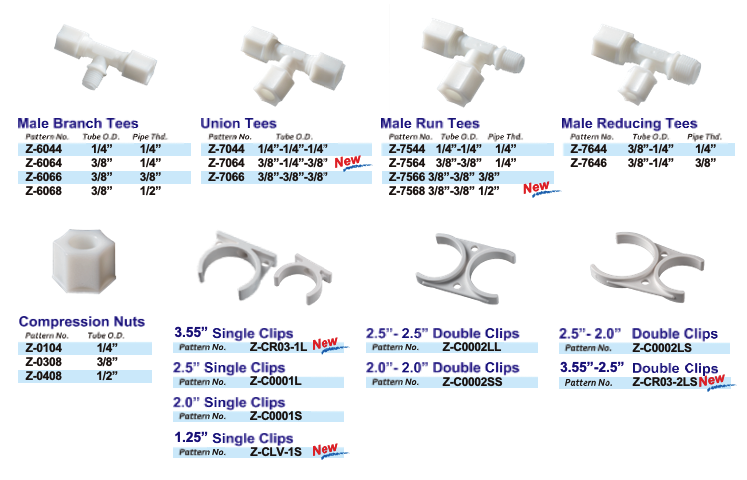 Male Branch Tees
Pattern No. Tube O.D. Pipe Thd.
Z-6044 1/4” 1/4”
Z-6064 3/8” 1/4”
Z-6066 3/8” 3/8”
Z-6068 3/8” 1/2”
Union Tees
Pattern No. Tube O.D.
Z-7044 1/4”-1/4”-1/4”
Z-7064 3/8”-1/4”-3/8” New
Z-7066 3/8”-3/8”-3/8”
Male Run Tees
Pattern No. Tube O.D. Pipe Thd.
Z-7544 1/4”-1/4” 1/4”
Z-7564 3/8”-3/8” 1/4”
Z-7566 3/8”-3/8” 3/8”
Z-7568 3/8”-3/8” 1/2” New
Male Reducing Tees
Pattern No. Tube O.D. Pipe Thd.
Z-7644 3/8”-1/4” 1/4”
Z-7646 3/8”-1/4” 3/8”
Compression Nuts
Pattern No. Tube O.D.
Z-0104 1/4”
Z-0308 3/8”
Z-0408 1/2”
3.55” Single Clips
Pattern No. Z-CR03-1L New
2.5” Single Clips
Pattern No. Z-C0001L
2.0” Single Clips
Pattern No. Z-C0001S
1.25” Single Clips
Pattern No. Z-CLV-1S New
2.5”- 2.5” Double Clips
Pattern No. Z-C0002LL
2.0”- 2.0” Double Clips
Pattern No. Z-C0002SS
2.5”- 2.0” Double Clips
Pattern No. Z-C0002LS
3.55”-2.5” Double Clips
Pattern No. Z-CR03-2LS New